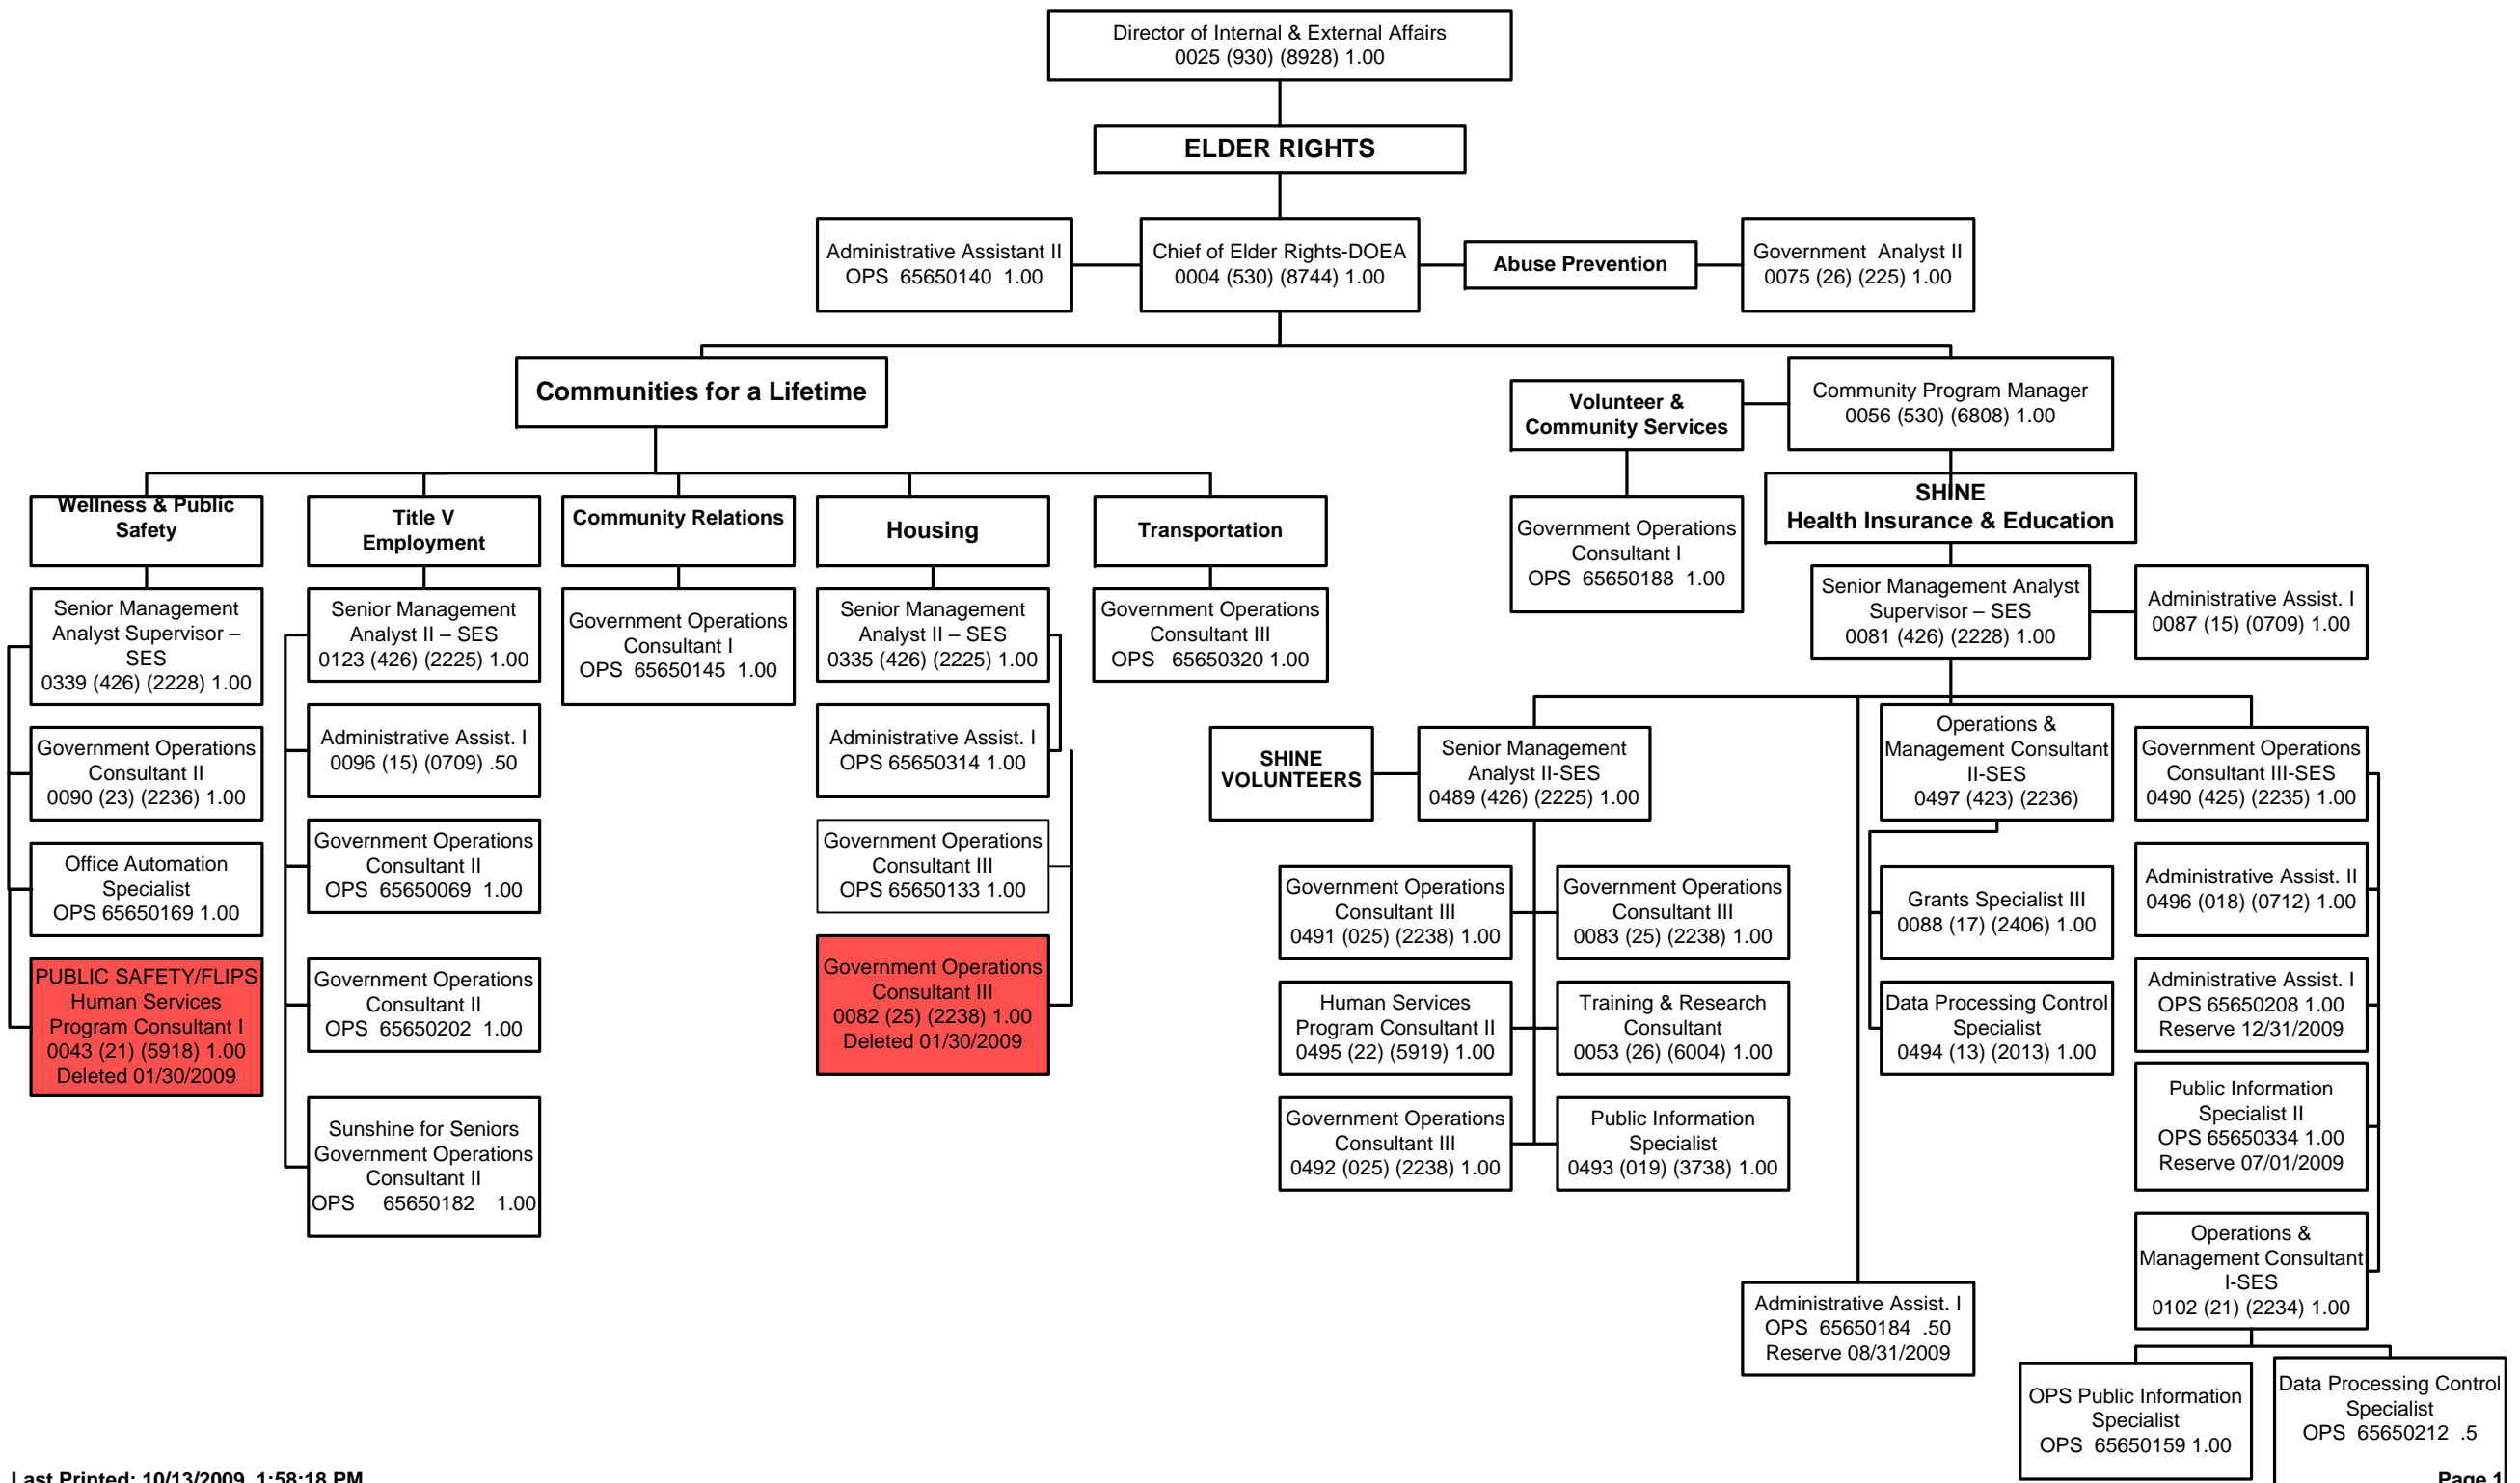 Director of Internal & External Affairs
0025 (930) (8928) 1.00
ELDER RIGHTS
Administrative Assistant II
OPS 65650140 1.00
Chief of Elder Rights-DOEA
0004 (530) (8744) 1.00
Abuse Prevention
Government Analyst II
0075 (26) (225) 1.00
Communities for a Lifetime
Volunteer &
Community Services
Community Program Manager
0056 (530) (6808) 1.00
Wellness & Public
Safety
Title V
Employment
Community Relations
Housing
Transportation
Government Operations
Consultant I
OPS 65650188 1.00
SHINE
Health Insurance & Education
Senior Management
Analyst Supervisor –
SES
0339 (426) (2228) 1.00
Government Operations
Consultant II
0090 (23) (2236) 1.00
Office Automation
Specialist
OPS 65650169 1.00
PUBLIC SAFETY/FLIPS
Human Services
Program Consultant I
0043 (21) (5918) 1.00
Deleted 01/30/2009
Senior Management
Analyst II – SES
0123 (426) (2225) 1.00
Administrative Assist. I
0096 (15) (0709) .50
Government Operations
Consultant II
OPS 65650069 1.00
Government Operations
Consultant II
OPS 65650202 1.00
Sunshine for Seniors
Government Operations
Consultant II
OPS 65650182 1.00
Government Operations
Consultant I
OPS 65650145 1.00
Senior Management
Analyst II – SES
0335 (426) (2225) 1.00
Administrative Assist. I
OPS 65650314 1.00
Government Operations
Consultant III
OPS 65650133 1.00
Government Operations
Consultant III
0082 (25) (2238) 1.00
Deleted 01/30/2009
Government Operations
Consultant III
OPS 65650320 1.00
Senior Management Analyst
Supervisor – SES
0081 (426) (2228) 1.00
Administrative Assist. I
0087 (15) (0709) 1.00
SHINE
VOLUNTEERS
Senior Management
Analyst II-SES
0489 (426) (2225) 1.00
Government Operations
Consultant III
0491 (025) (2238) 1.00
Government Operations
Consultant III
0083 (25) (2238) 1.00
Human Services
Program Consultant II
0495 (22) (5919) 1.00
Training & Research
Consultant
0053 (26) (6004) 1.00
Government Operations
Consultant III
0492 (025) (2238) 1.00
Public Information
Specialist
0493 (019) (3738) 1.00
Administrative Assist. I
OPS 65650184 .50
Reserve 08/31/2009
Operations &
Management Consultant
II-SES
0497 (423) (2236)
Grants Specialist III
0088 (17) (2406) 1.00
Data Processing Control
Specialist
0494 (13) (2013) 1.00
Government Operations
Consultant III-SES
0490 (425) (2235) 1.00
Administrative Assist. II
0496 (018) (0712) 1.00
Administrative Assist. I
OPS 65650208 1.00
Reserve 12/31/2009
Public Information
Specialist II
OPS 65650334 1.00
Reserve 07/01/2009
Operations &
Management Consultant
I-SES
0102 (21) (2234) 1.00
OPS Public Information
Specialist
OPS 65650159 1.00
Data Processing Control
Specialist
OPS 65650212 .5
Last Printed: 10/13/2009 1:58:18 PM
Page 1